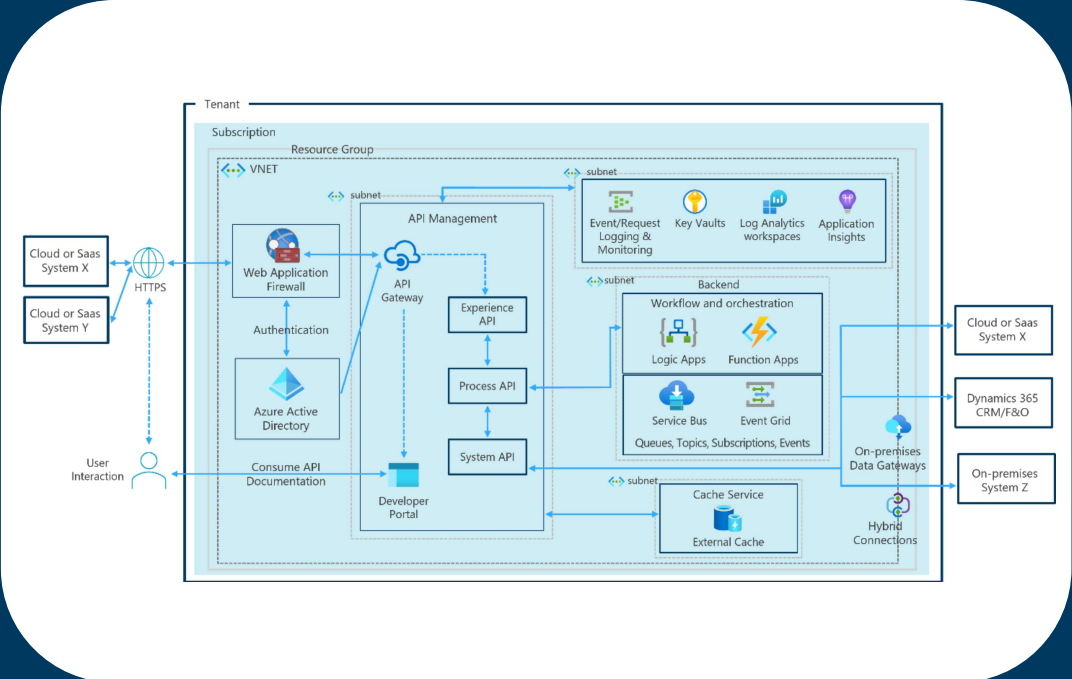 Tenant
Subscription
Resource Group
VNET
subnet
subnet
API Management
Event/Request
Logging &
Monitoring
Key Vaults
Log Analytics
workspaces
Application
Insights
Cloud or Saas
System X
HTTPS
Cloud or Saas
System Y
Web Application
Firewall
API
Gateway
Authentication
Azure Active
Directory
Experience
API
Process API
System API
subnet
Backend
Workflow and orchestration
Logic Apps
Function Apps
Service Bus
Event Grid
Queues, Topics, Subscriptions, Events
Cloud or Saas
System X
Dynamics 365
CRM/F&O
On-premises
Data Gateways
On-premises
System Z
User
Interaction
Consume API
Documentation
Developer
Portal
subnet
Cache Service
External Cache
Hybrid
Connections